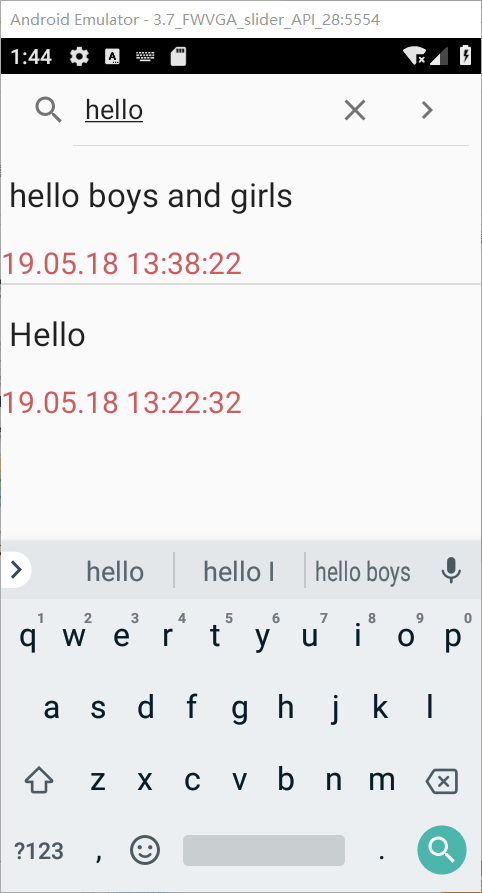 Android Emulator - 3.7_FWVGA_slider_API_28:5554
1:44 A
hello
hello boys and girls
19.05.18 13:38:22
Hello
19.05.18 13:22:32
hello hello I hello boys
1 2 3 4 5 6 7 8 9 0
q w e r t y u i o p
a s d f g h j k l
z x c v b n m
?123 , .